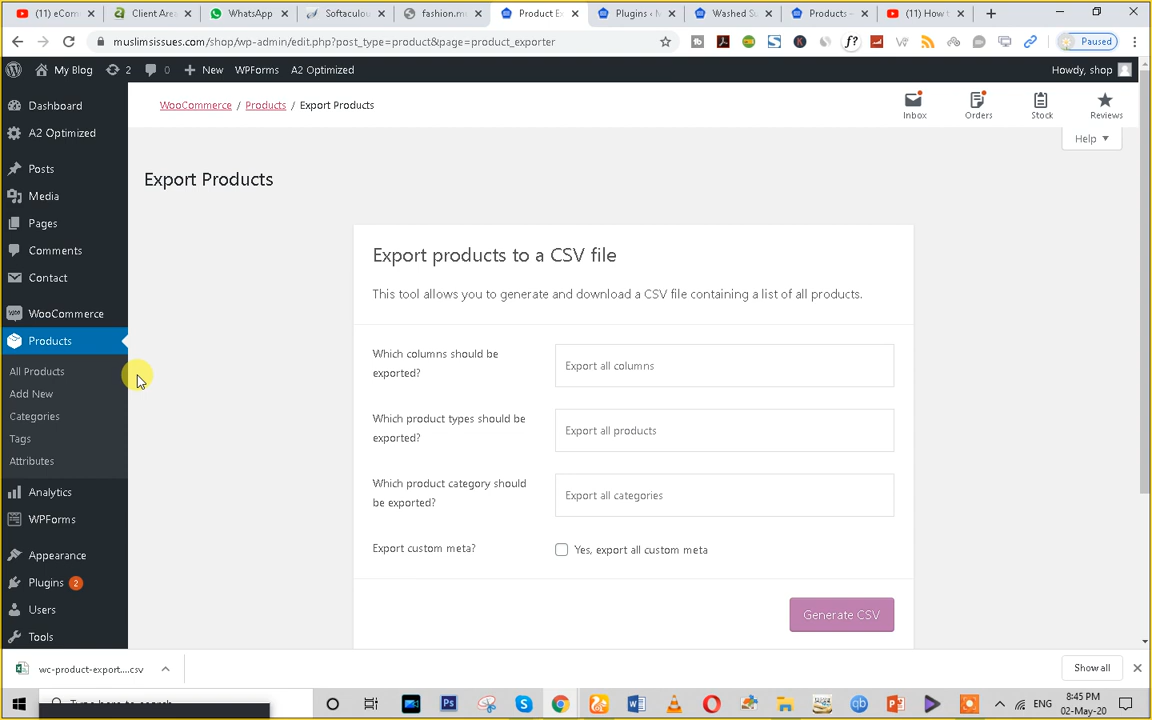 (11) eCom
Client Area
WhatsApp
Softaculou
fashion.m
Product Ex
Plugins ‹ M
Washed Su
Products ‹
(11) How t
muslimsissues.com/shop/wp-admin/edit.php?post_type=product&page=product_exporter
Paused
My Blog
2
0
New
WPForms
A2 Optimized
Howdy, shop
Dashboard
A2 Optimized
Posts
Media
Pages
Comments
Contact
WooCommerce
Products
All Products
Add New
Categories
Tags
Attributes
Analytics
WPForms
Appearance
Plugins 2
Users
Tools
WooCommerce / Products / Export Products
Inbox
Orders
Stock
Reviews
Help
Export Products
Export products to a CSV file
This tool allows you to generate and download a CSV file containing a list of all products.
Which columns should be
exported?
Export all columns
Which product types should be
exported?
Export all products
Which product category should
be exported?
Export all categories
Export custom meta?
Yes, export all custom meta
Generate CSV
wc-product-export....csv
Show all
Type here to search
ENG
8:45 PM
02-May-20